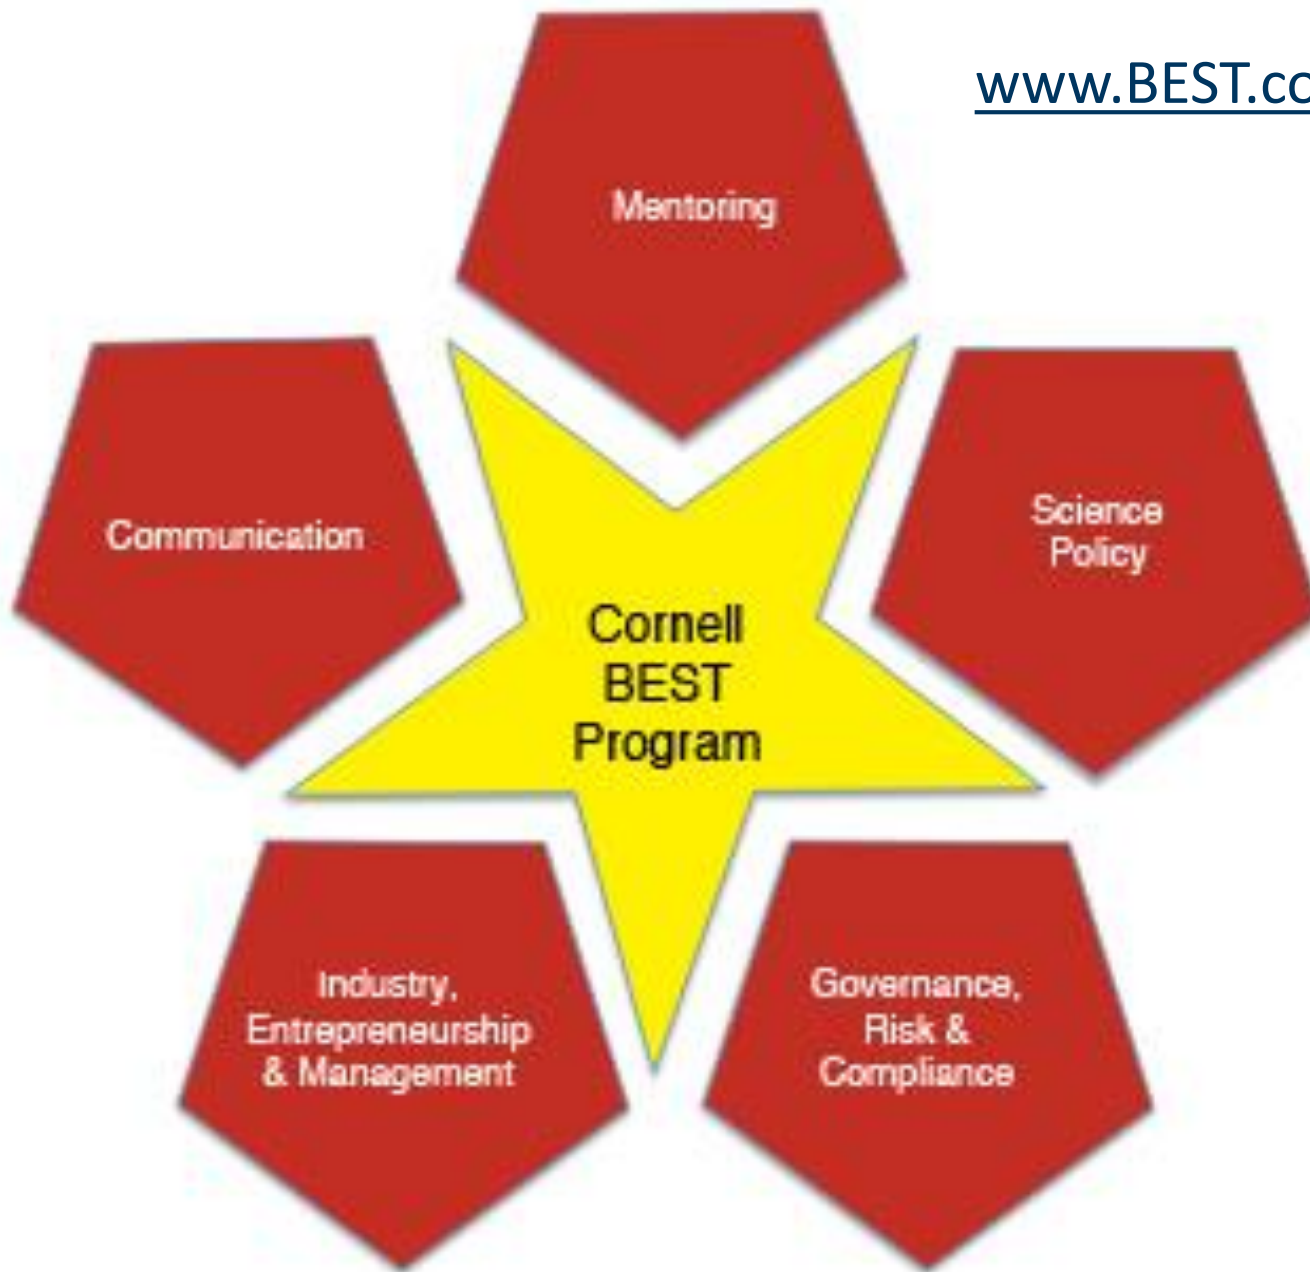 www.BEST.co
Mentoring
Communication
Science
Policy
Cornell
BEST
Program
Industry,
Entrepreneurship
& Management
Governance,
Risk &
Compliance